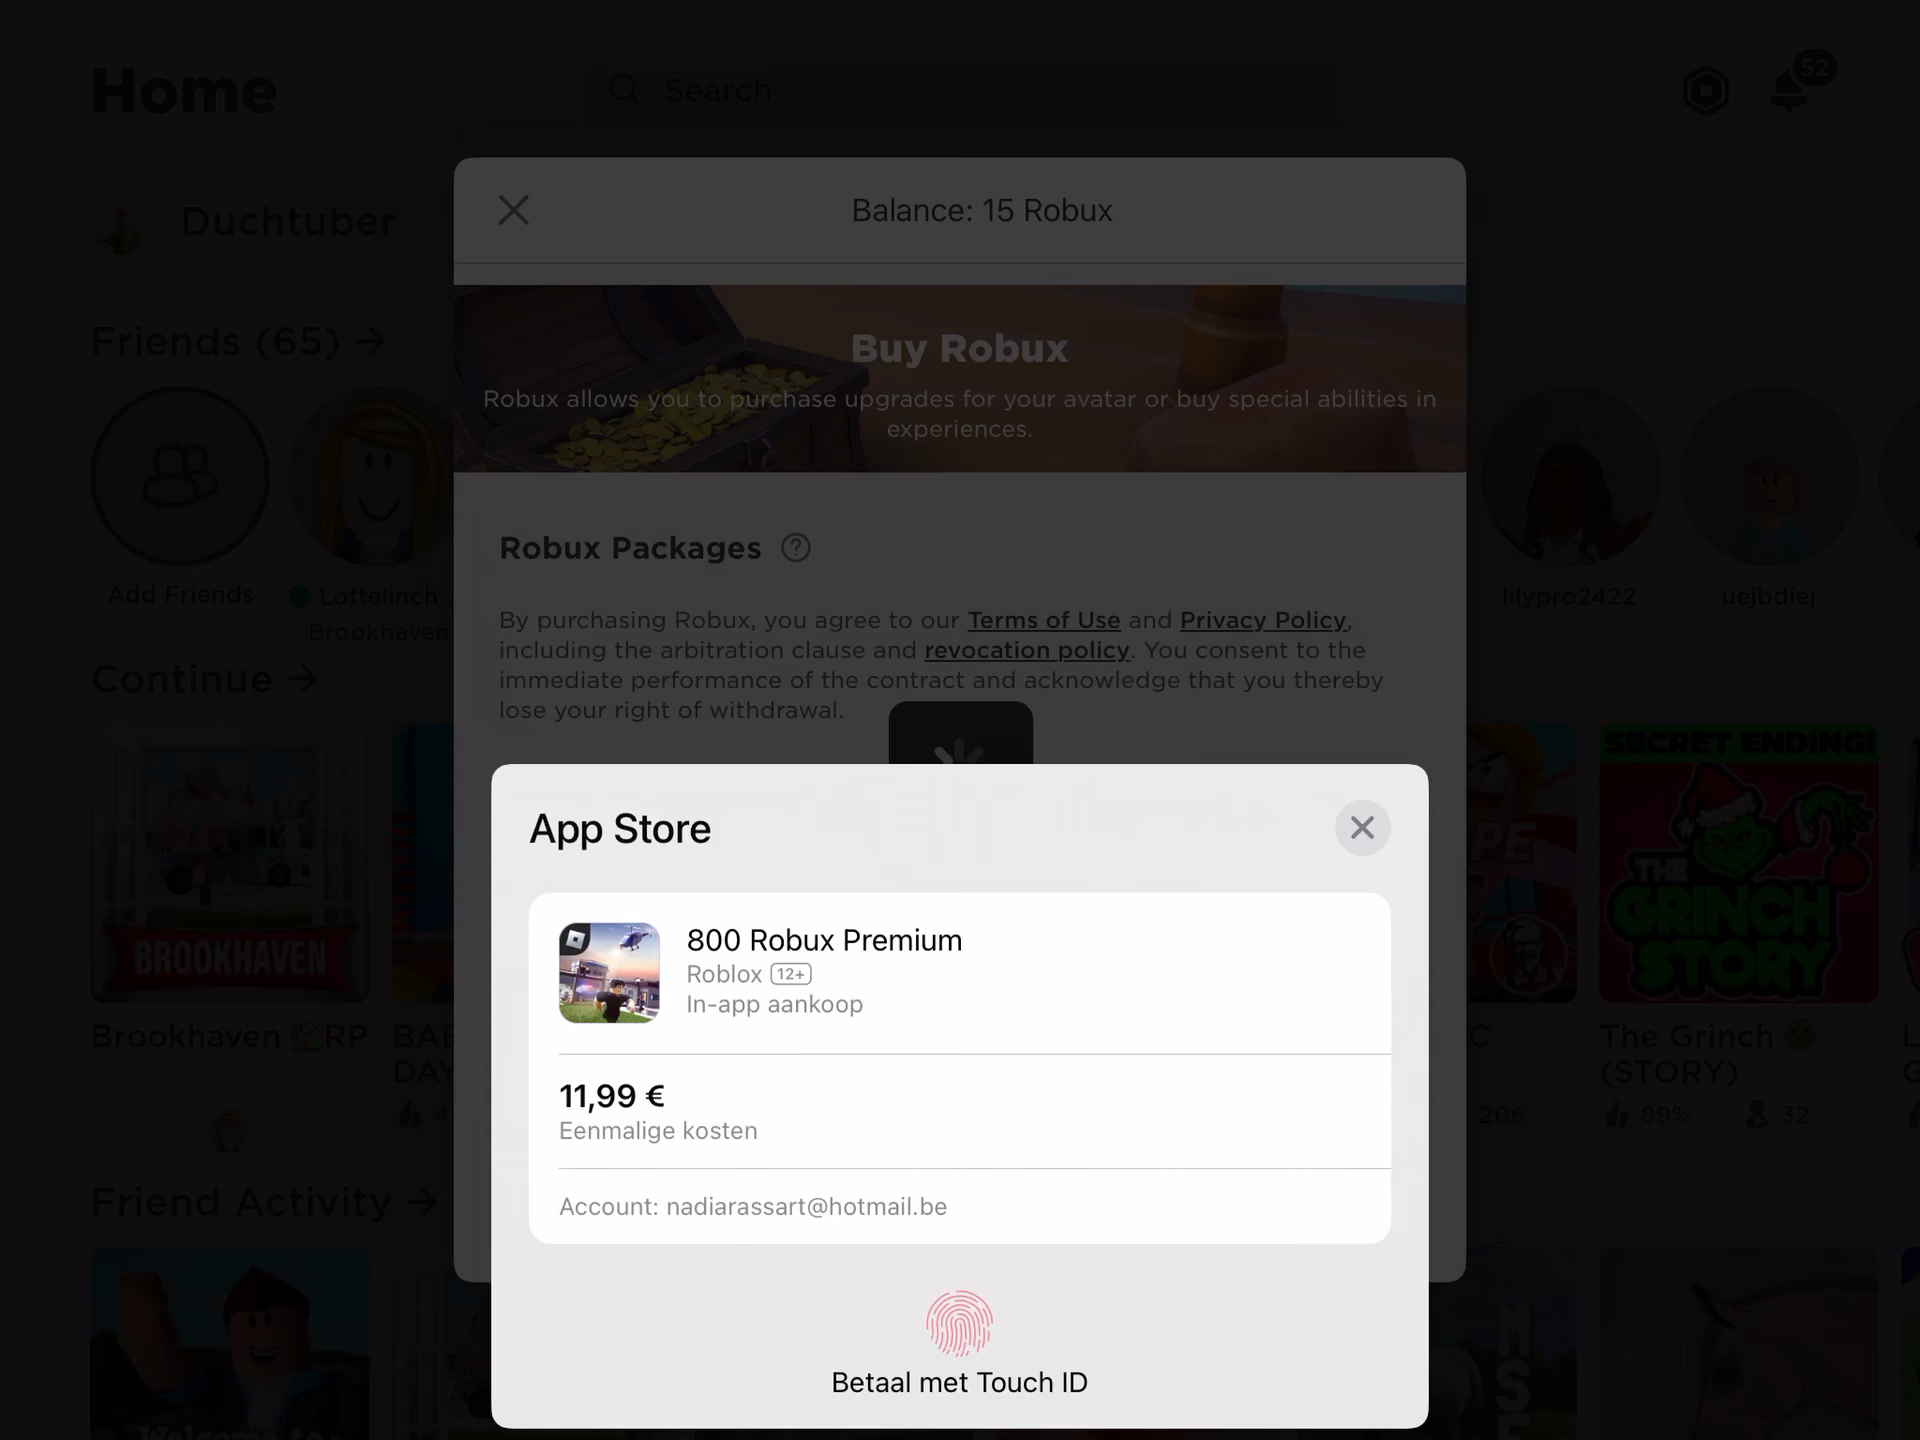 Home
Search
52
Duchtuber
Balance: 15 Robux
Buy Robux
Robux allows you to purchase upgrades for your avatar or buy special abilities in
experiences.
Friends (65)
Add Friends
Lottelinch...
Brookhaven
lilypro2422
uejbdiej
Robux Packages
By purchasing Robux, you agree to our Terms of Use and Privacy Policy,
including the arbitration clause and revocation policy. You consent to the
immediate performance of the contract and acknowledge that you thereby
lose your right of withdrawal.
Continue
BROOKHAVEN
SECRET ENDING!
THE
GRINCH
STORY
Brookhaven RP
The Grinch
(STORY)
206
89%
32
App Store
800 Robux Premium
Roblox 12+
In-app aankoop
11,99 €
Eenmalige kosten
Account: nadiarassart@hotmail.be
Betaal met Touch ID
Friend Activity
Welcome to